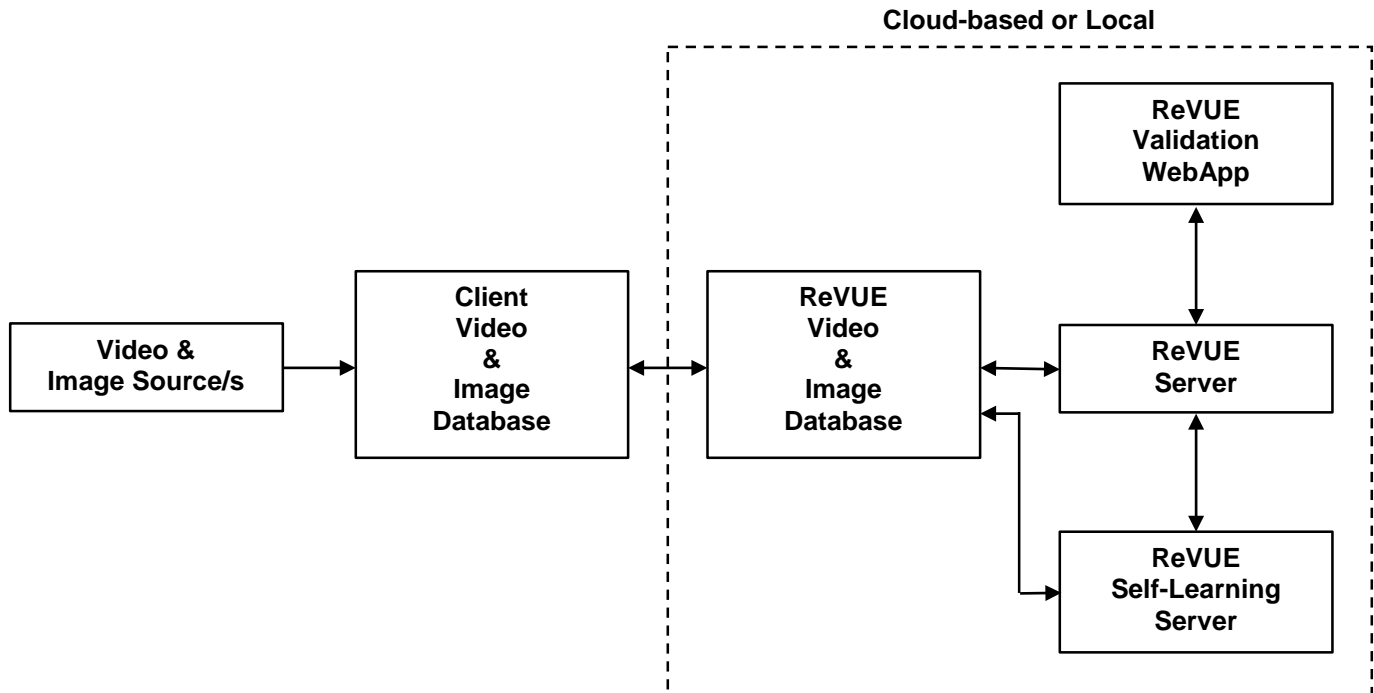 Cloud-based or Local
ReVUE
Validation
WebApp
Video &
Image Source/s
Client
Video
&
Image
Database
ReVUE
Video
&
Image
Database
ReVUE
Server
ReVUE
Self-Learning
Server